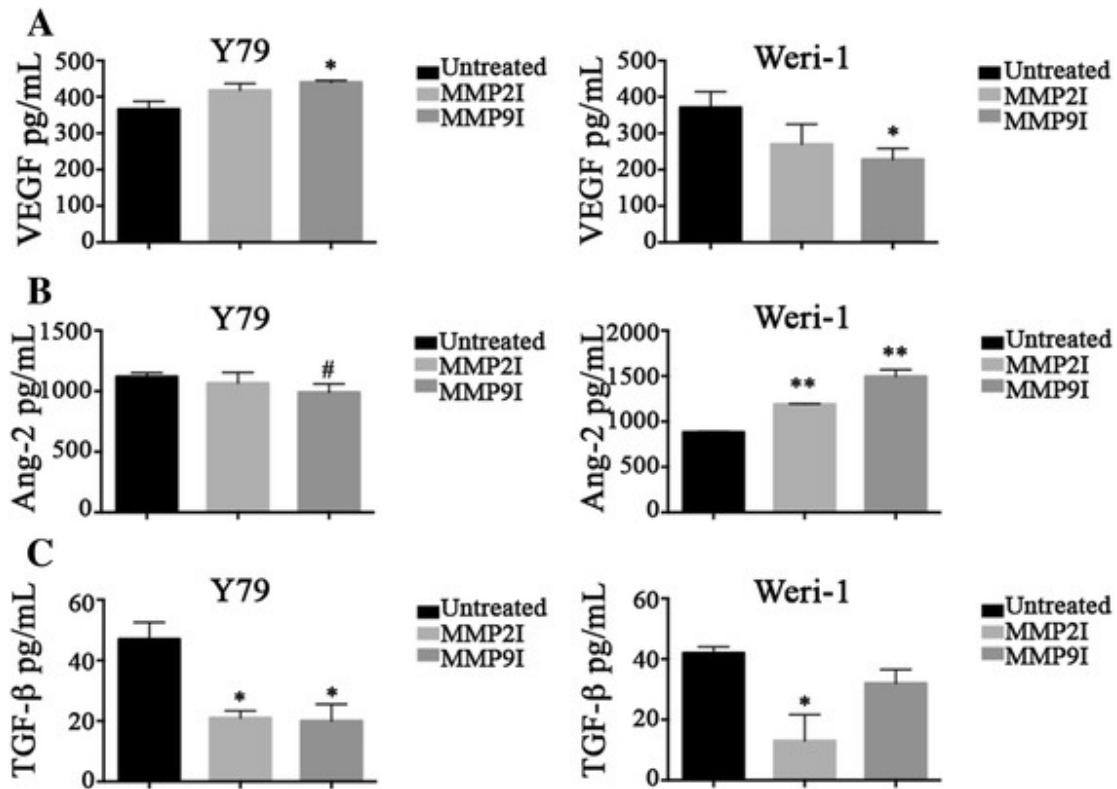 A
Y79
VEGF pg/mL
500
400
300
200
100
0
*
Untreated
MMP2I
MMP9I
Weri-1
VEGF pg/mL
500
400
300
200
100
0
*
Untreated
MMP2I
MMP9I
B
Y79
Ang-2 pg/mL
1500
1000
500
0
#
Untreated
MMP2I
MMP9I
Weri-1
Ang-2 pg/mL
2000
1500
1000
500
0
**
**
Untreated
MMP2I
MMP9I
C
Y79
TGF-β pg/mL
60
40
20
0
*
*
Untreated
MMP2I
MMP9I
Weri-1
TGF-β pg/mL
60
40
20
0
*
Untreated
MMP2I
MMP9I